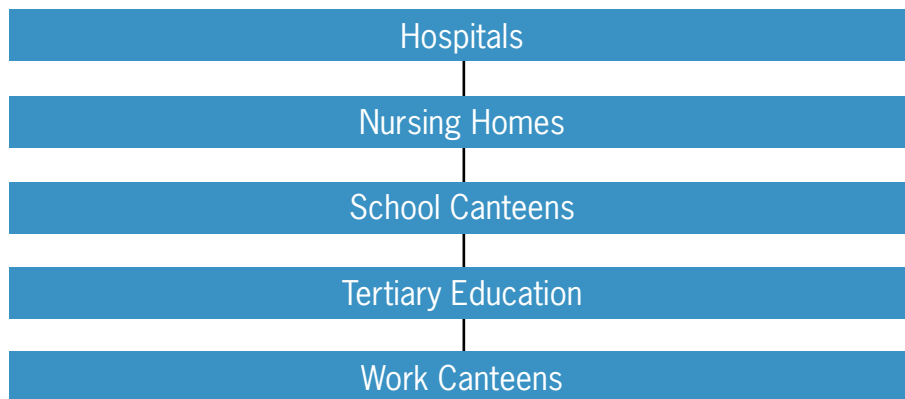 Hospitals
Nursing Homes
School Canteens
Tertiary Education
Work Canteens